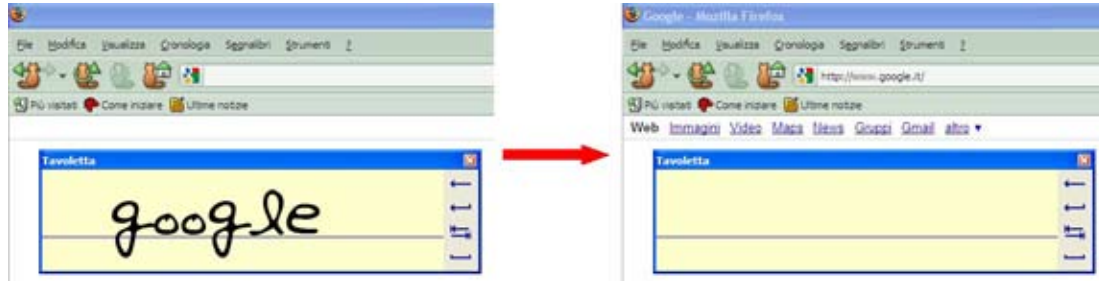 File Modifica Visualizza Cronologia Segnalibri Strumenti ?
Più visitati Come iniziare Ultime notizie
Tavoletta
google
Google - Mozilla Firefox
File Modifica Visualizza Cronologia Segnalibri Strumenti ?
http://www.google.it/
Più visitati Come iniziare Ultime notizie
Web Immagini Video Maps News Gruppi Gmail altro ▼
Tavoletta